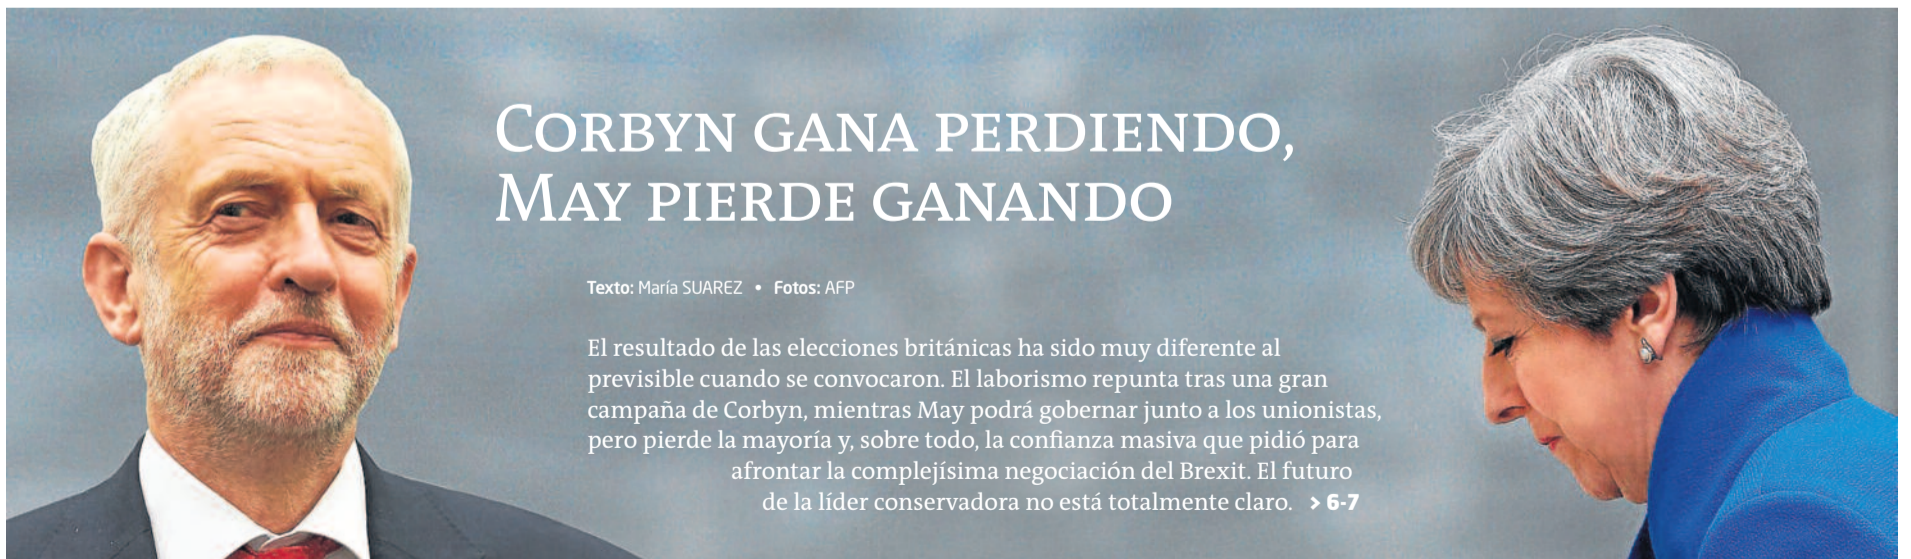 CORBYN GANA PERDIENDO,
MAY PIERDE GANANDO
Texto: María SUAREZ • Fotos: AFP
El resultado de las elecciones británicas ha sido muy diferente al
previsible cuando se convocaron. El laborismo repunta tras una gran
campaña de Corbyn, mientras May podrá gobernar junto a los unionistas,
pero pierde la mayoría y, sobre todo, la confianza masiva que pidió para
afrontar la complejísima negociación del Brexit. El futuro
de la líder conservadora no está totalmente claro. > 6-7